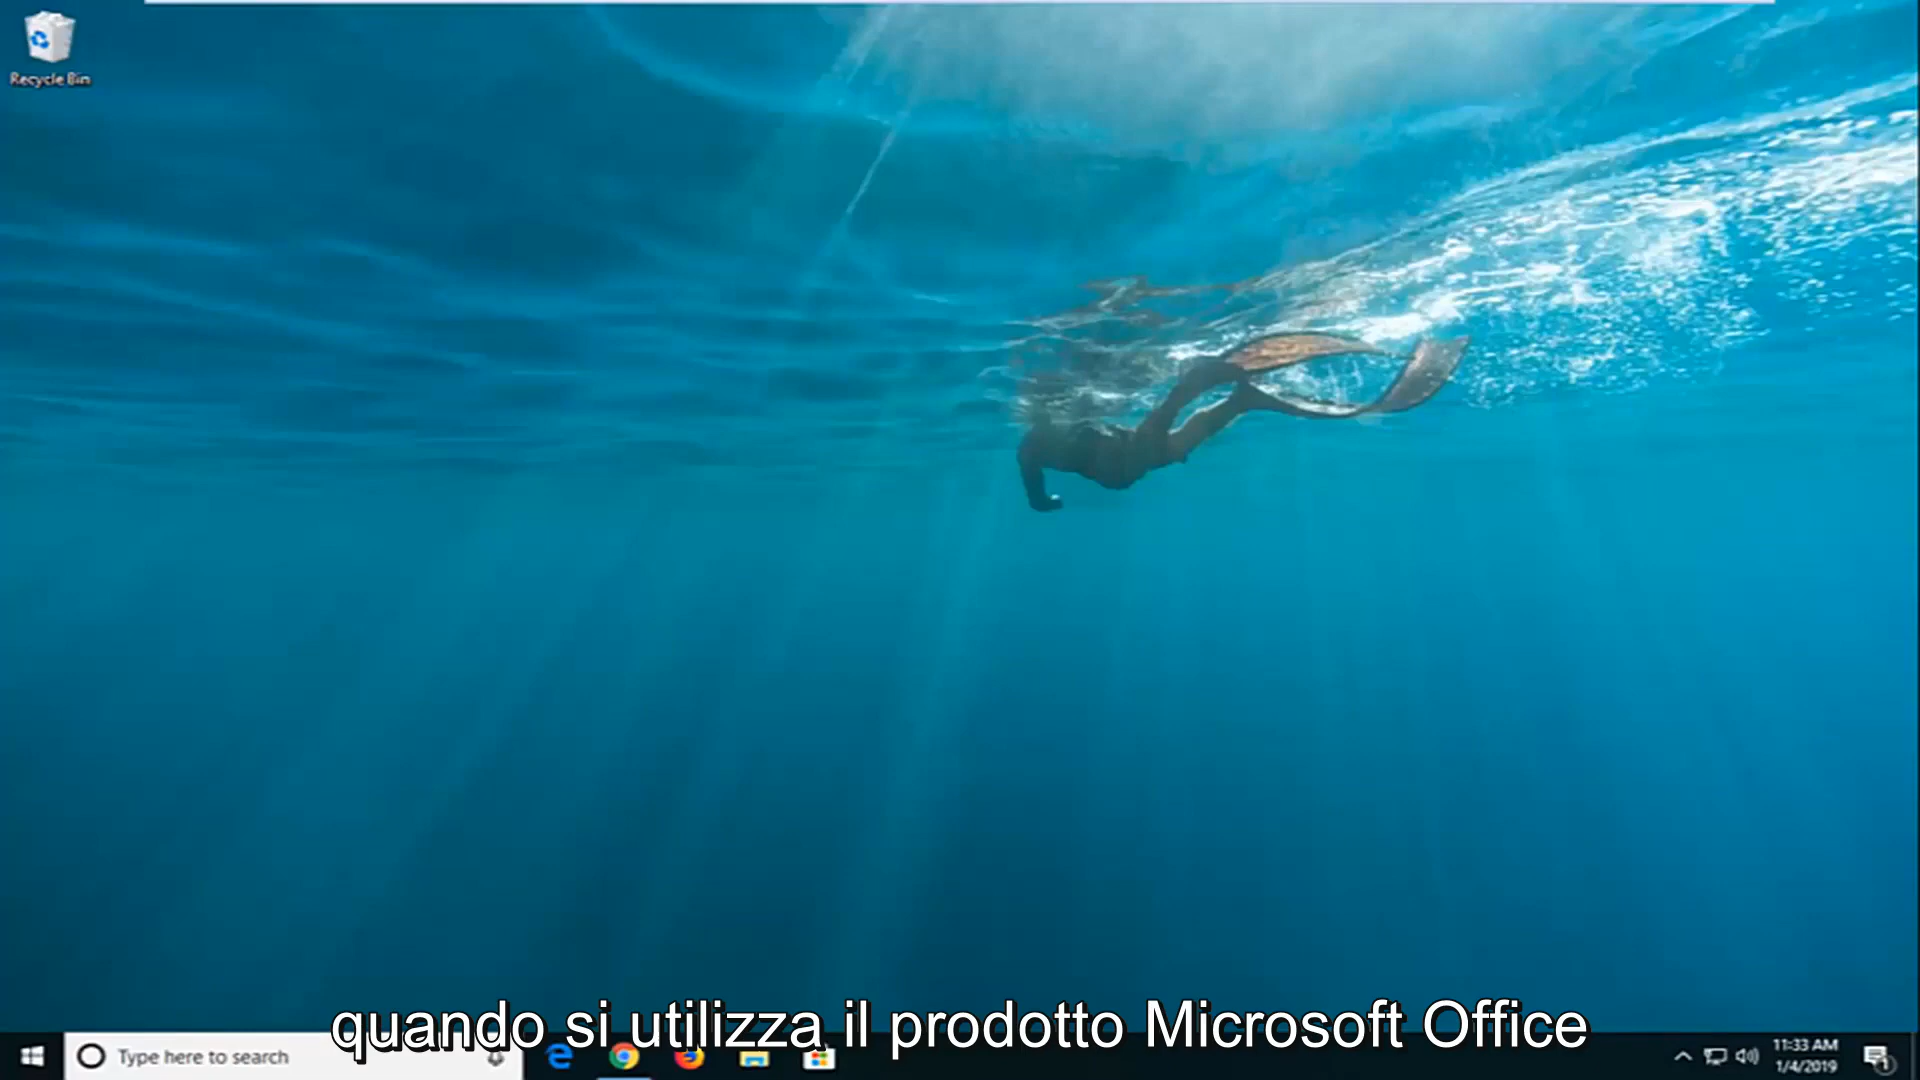 Recycle Bin
quando si utilizza il prodotto Microsoft Office
Type here to search
11:33 AM
1/4/2019
1